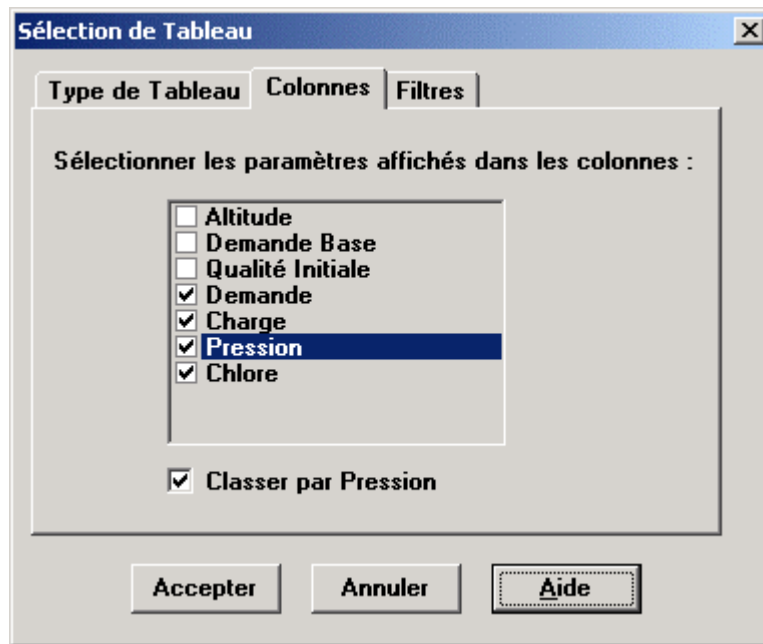 Sélection de Tableau
Type de Tableau Colonnes Filtres
Sélectionner les paramètres affichés dans les colonnes :
Altitude
Demande Base
Qualité Initiale
Demande
Charge
Pression
Chlore
Classer par Pression
Accepter Annuler Aide